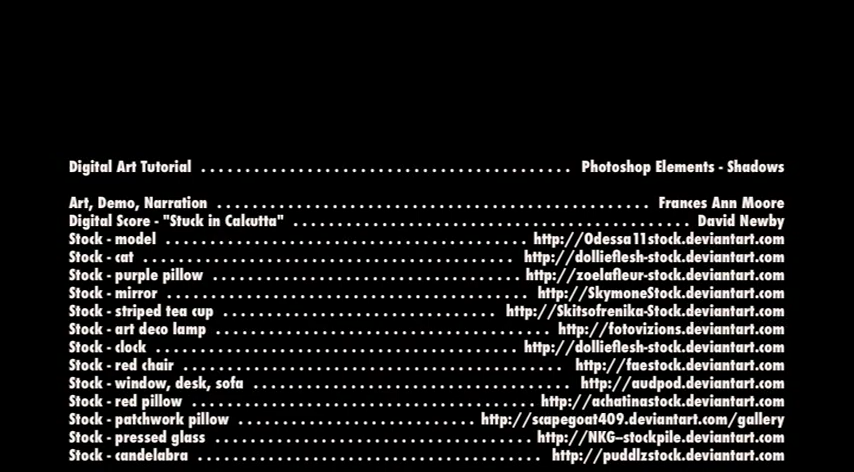 Digital Art Tutorial . . . . . . . . . . . . . . . . . . . . . . . . . . . . . . . . . . . . . . . . . . Photoshop Elements - Shadows
Art, Demo, Narration . . . . . . . . . . . . . . . . . . . . . . . . . . . . . . . . . . . . . . . . . . . . . . . . . Frances Ann Moore
Digital Score - "Stuck in Calcutta" . . . . . . . . . . . . . . . . . . . . . . . . . . . . . . . . . . . . . . . . . . . . . David Newby
Stock - model . . . . . . . . . . . . . . . . . . . . . . . . . . . . . . . . . . . . . . . . . http://Odessa11stock.deviantart.com
Stock - cat . . . . . . . . . . . . . . . . . . . . . . . . . . . . . . . . . . . . . . . . . . http://dollieflesh-stock.deviantart.com
Stock - purple pillow . . . . . . . . . . . . . . . . . . . . . . . . . . . . . . . . . . . http://zoelafleur-stock.deviantart.com
Stock - mirror . . . . . . . . . . . . . . . . . . . . . . . . . . . . . . . . . . . . . . . . . http://SkymoneStock.deviantart.com
Stock - striped tea cup . . . . . . . . . . . . . . . . . . . . . . . . . . . . . . . http://Skitsofrenika-Stock.deviantart.com
Stock - art deco lamp . . . . . . . . . . . . . . . . . . . . . . . . . . . . . . . . . . . . . . http://fotovizions.deviantart.com
Stock - clock . . . . . . . . . . . . . . . . . . . . . . . . . . . . . . . . . . . . . . . . . http://dollieflesh-stock.deviantart.com
Stock - red chair . . . . . . . . . . . . . . . . . . . . . . . . . . . . . . . . . . . . . . . . . . . http://faestock.deviantart.com
Stock - window, desk, sofa . . . . . . . . . . . . . . . . . . . . . . . . . . . . . . . . . . . . http://audpod.deviantart.com
Stock - red pillow . . . . . . . . . . . . . . . . . . . . . . . . . . . . . . . . . . . . . . . http://achatinastock.deviantart.com
Stock - patchwork pillow . . . . . . . . . . . . . . . . . . . . . . . . . . . http://scapegoat409.deviantart.com/gallery
Stock - pressed glass . . . . . . . . . . . . . . . . . . . . . . . . . . . . . . . . . . . . http://NKG–stockpile.deviantart.com
Stock - candelabra . . . . . . . . . . . . . . . . . . . . . . . . . . . . . . . . . . . . . . . http://puddlzstock.deviantart.com